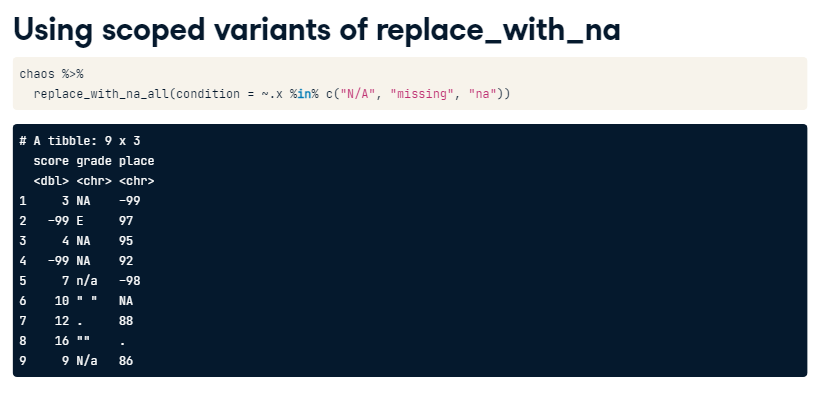 Using scoped variants of replace_with_na
chaos %>%
  replace_with_na_all(condition = ~.x %in% c("N/A", "missing", "na"))
# A tibble: 9 x 3
  score grade place
  <dbl> <chr> <chr>
1     3 NA    -99
2   -99 E     97
3     4 NA    95
4   -99 NA    92
5     7 n/a   -98
6    10 " "   NA
7    12 .     88
8    16 ""    .
9     9 N/a   86